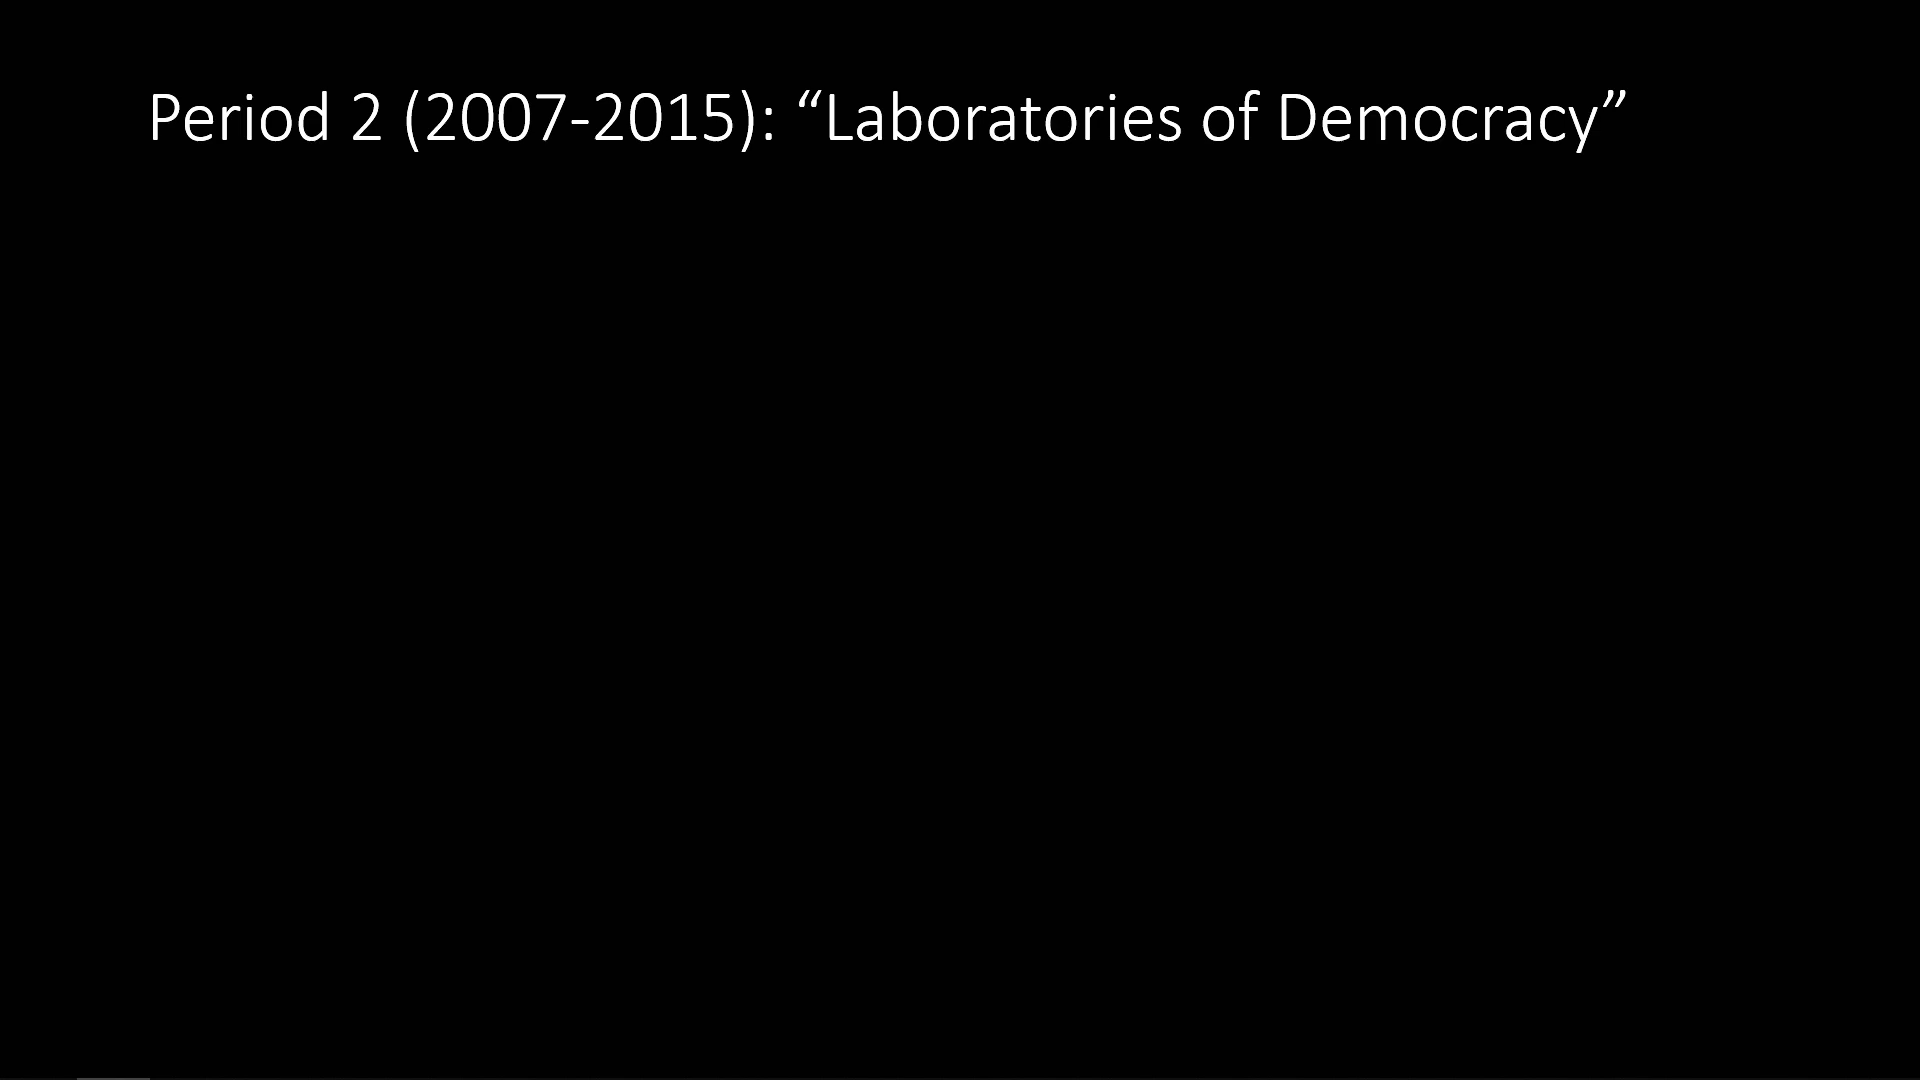 Period 2 (2007-2015): “Laboratories of Democracy”